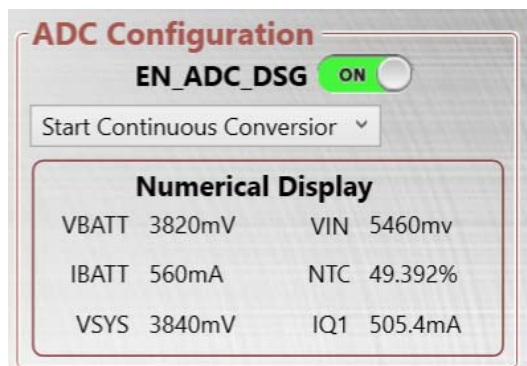 ADC Configuration
EN_ADC_DSG ON
Start Continuous Conversior
Numerical Display
VBATT 3820mV VIN 5460mv
IBATT 560mA NTC 49.392%
VSYS 3840mV IQ1 505.4mA